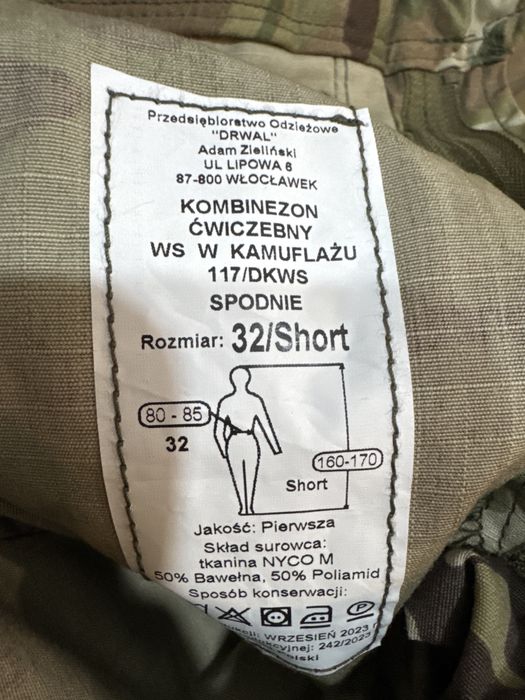 Przedsiębiorstwo Odzieżowe
"DRWAL"
Adam Zieliński
UL LIPOWA 6
87-800 WŁOCŁAWEK
KOMBINEZON
ĆWICZEBNY
WS W KAMUFLAŻU
117/DKWS
SPODNIE
Rozmiar: 32/Short
80 - 85
32
160-170
Short
Jakość: Pierwsza
Skład surowca:
tkanina NYCO M
50% Bawełna, 50% Poliamid
Sposób konserwacji:
P
WRZESIEŃ 2023 r
242/2023